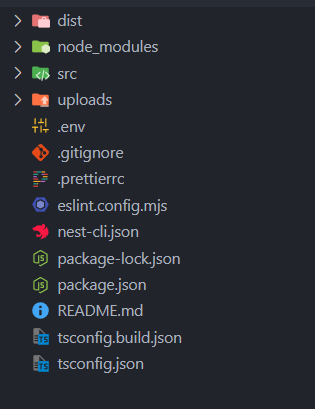 dist
node_modules
src
uploads
.env
.gitignore
.prettierrc
eslint.config.mjs
nest-cli.json
package-lock.json
package.json
README.md
tsconfig.build.json
tsconfig.json